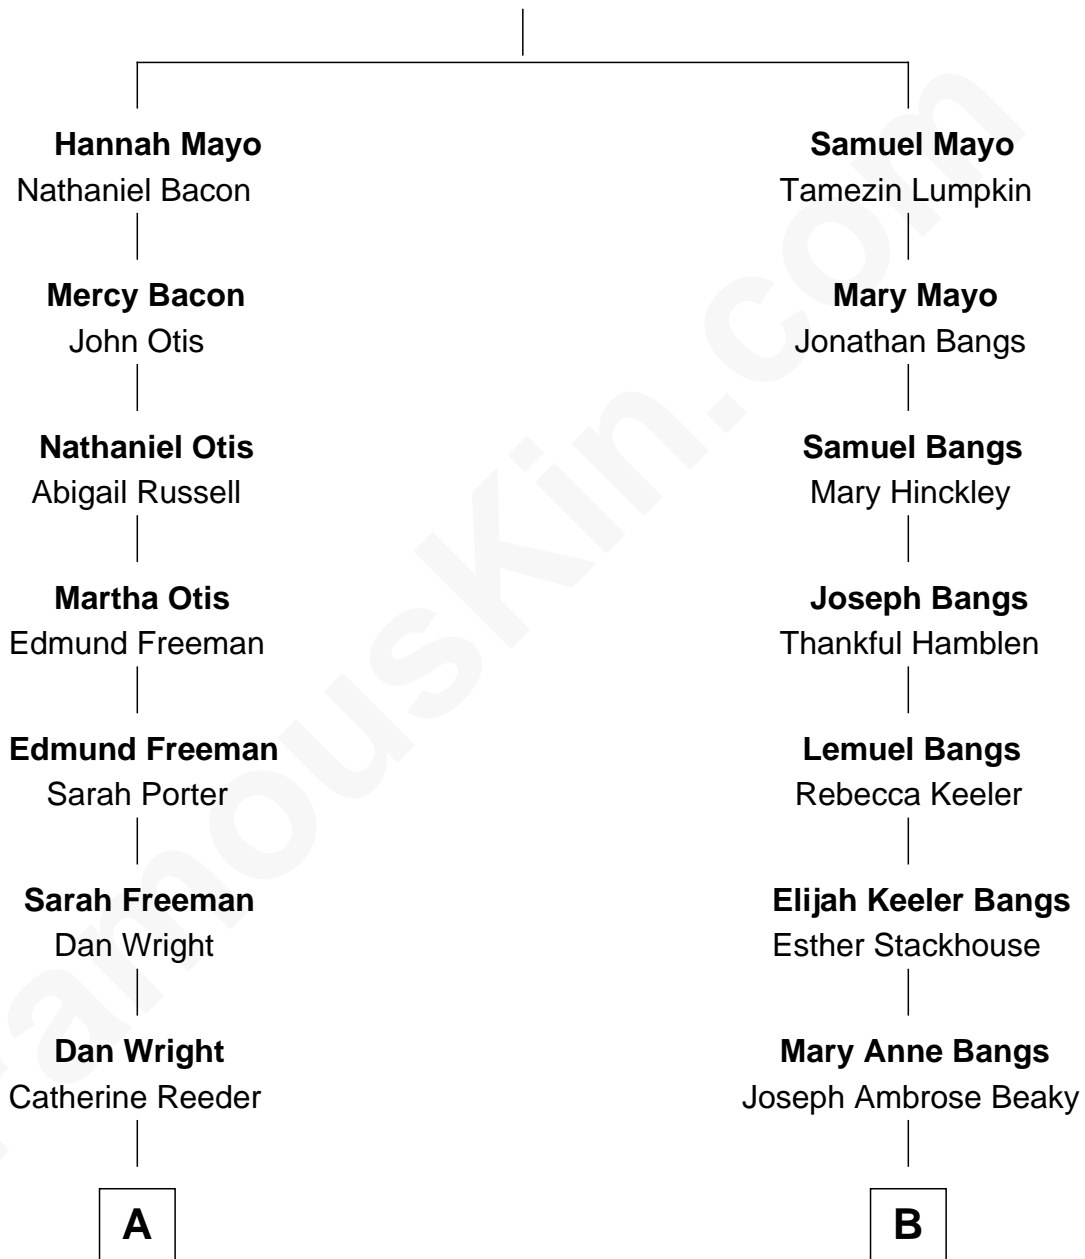 Hannah Mayo
Nathaniel Bacon
Mercy Bacon
John Otis
Nathaniel Otis
Abigail Russell
Martha Otis
Edmund Freeman
Edmund Freeman
Sarah Porter
Sarah Freeman
Dan Wright
Dan Wright
Catherine Reeder
A
Samuel Mayo
Tamezin Lumpkin
Mary Mayo
Jonathan Bangs
Samuel Bangs
Mary Hinckley
Joseph Bangs
Thankful Hamblen
Lemuel Bangs
Rebecca Keeler
Elijah Keeler Bangs
Esther Stackhouse
Mary Anne Bangs
Joseph Ambrose Beaky
B
FamousKin.com